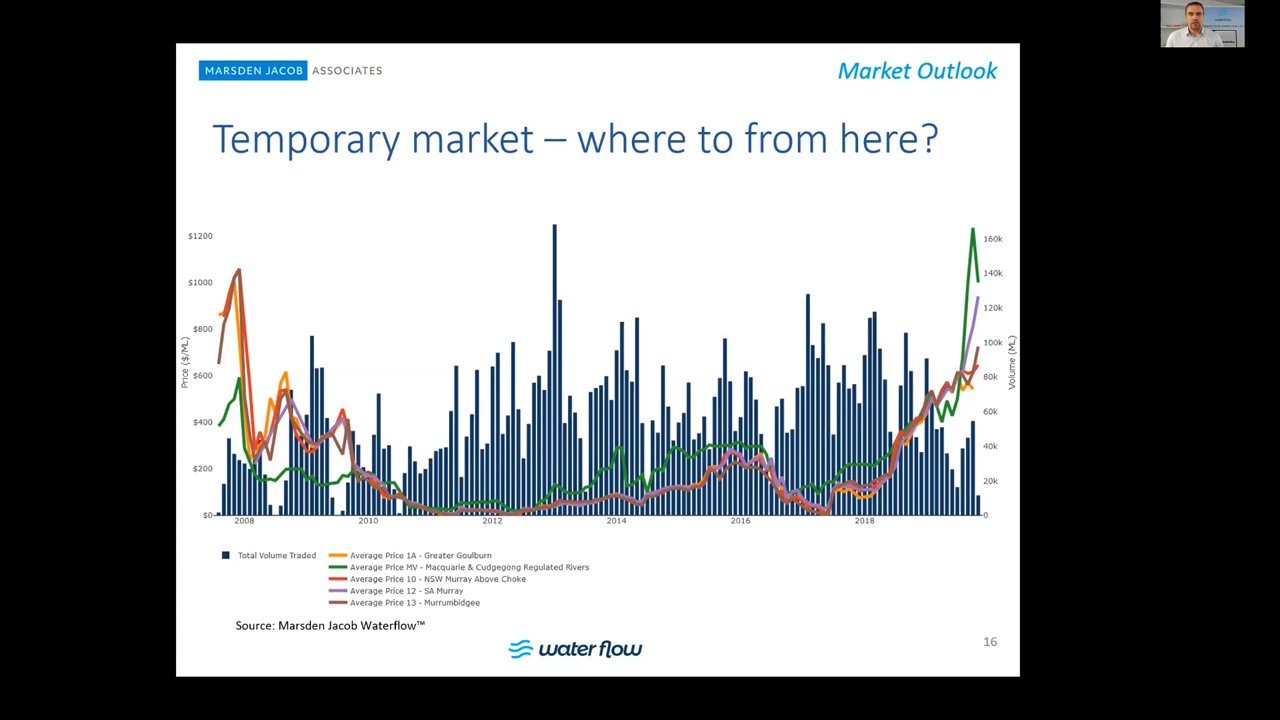 MARSDEN JACOB ASSOCIATES
Market Outlook
Temporary market – where to from here?
$1200
$1000
$800
$600
$400
$200
$0
Price ($/ML)
160k
140k
120k
100k
80k
60k
40k
20k
0
Volume (ML)
2008 2010 2012 2014 2016 2018
Total Volume Traded
Average Price 1A - Greater Goulburn
Average Price MV - Macquarie & Cudgegong Regulated Rivers
Average Price 10 - NSW Murray Above Choke
Average Price 12 - SA Murray
Average Price 13 - Murrumbidgee
Source: Marsden Jacob Waterflow™
water flow
16